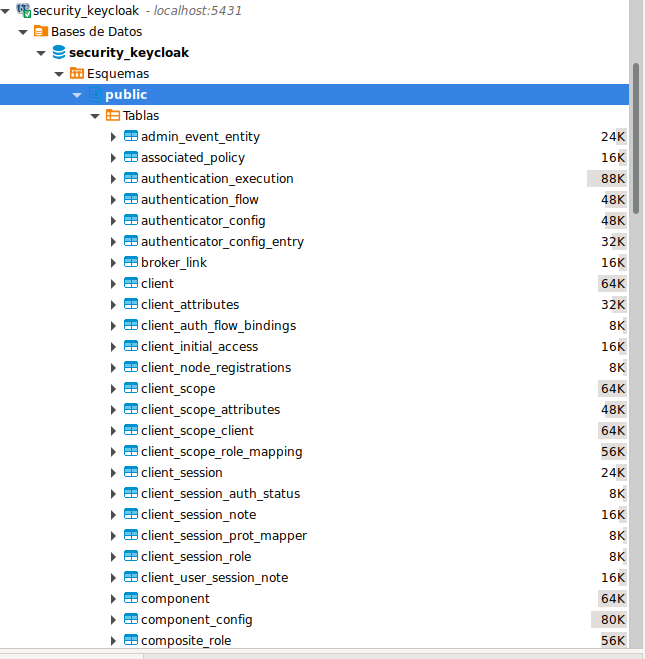 security_keycloak - localhost:5431
Bases de Datos
security_keycloak
Esquemas
public
Tablas
admin_event_entity 24K
associated_policy 16K
authentication_execution 88K
authentication_flow 48K
authenticator_config 48K
authenticator_config_entry 32K
broker_link 16K
client 64K
client_attributes 32K
client_auth_flow_bindings 8K
client_initial_access 16K
client_node_registrations 8K
client_scope 64K
client_scope_attributes 48K
client_scope_client 64K
client_scope_role_mapping 56K
client_session 24K
client_session_auth_status 8K
client_session_note 16K
client_session_prot_mapper 8K
client_session_role 8K
client_user_session_note 16K
component 64K
component_config 80K
composite_role 56K